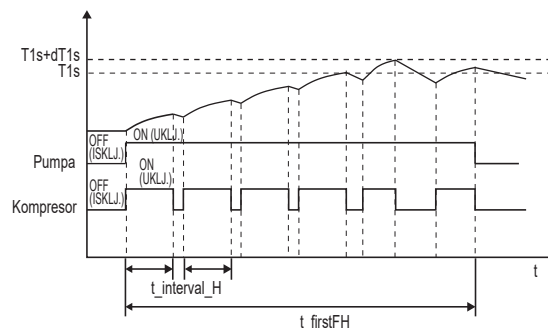 T1s+dT1s
T1s
OFF
(ISKLJ.)
ON (UKLJ.)
Pumpa
ON
(UKLJ.)
OFF
(ISKLJ.)
Kompresor
t
t_interval_H
t_firstFH